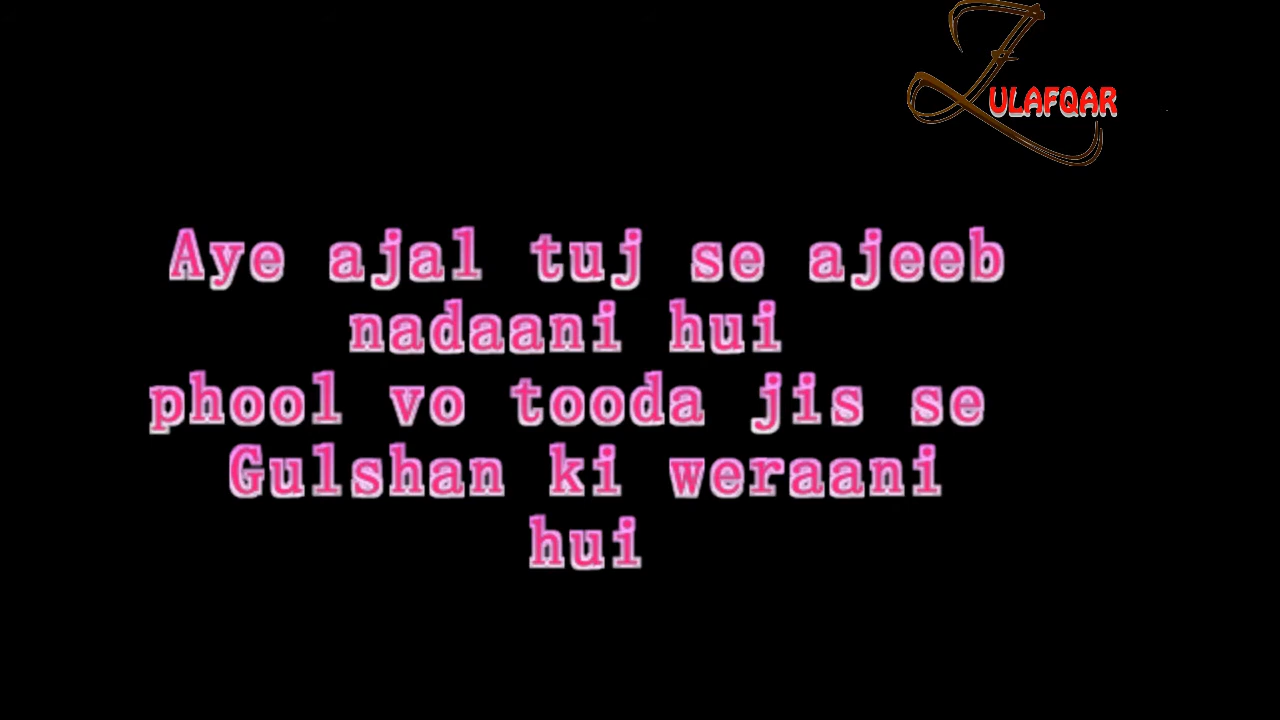 ZULAFQAR
Aye ajal tuj se ajeeb
nadaani hui
phool vo tooda jis se
Gulshan ki weraani
hui